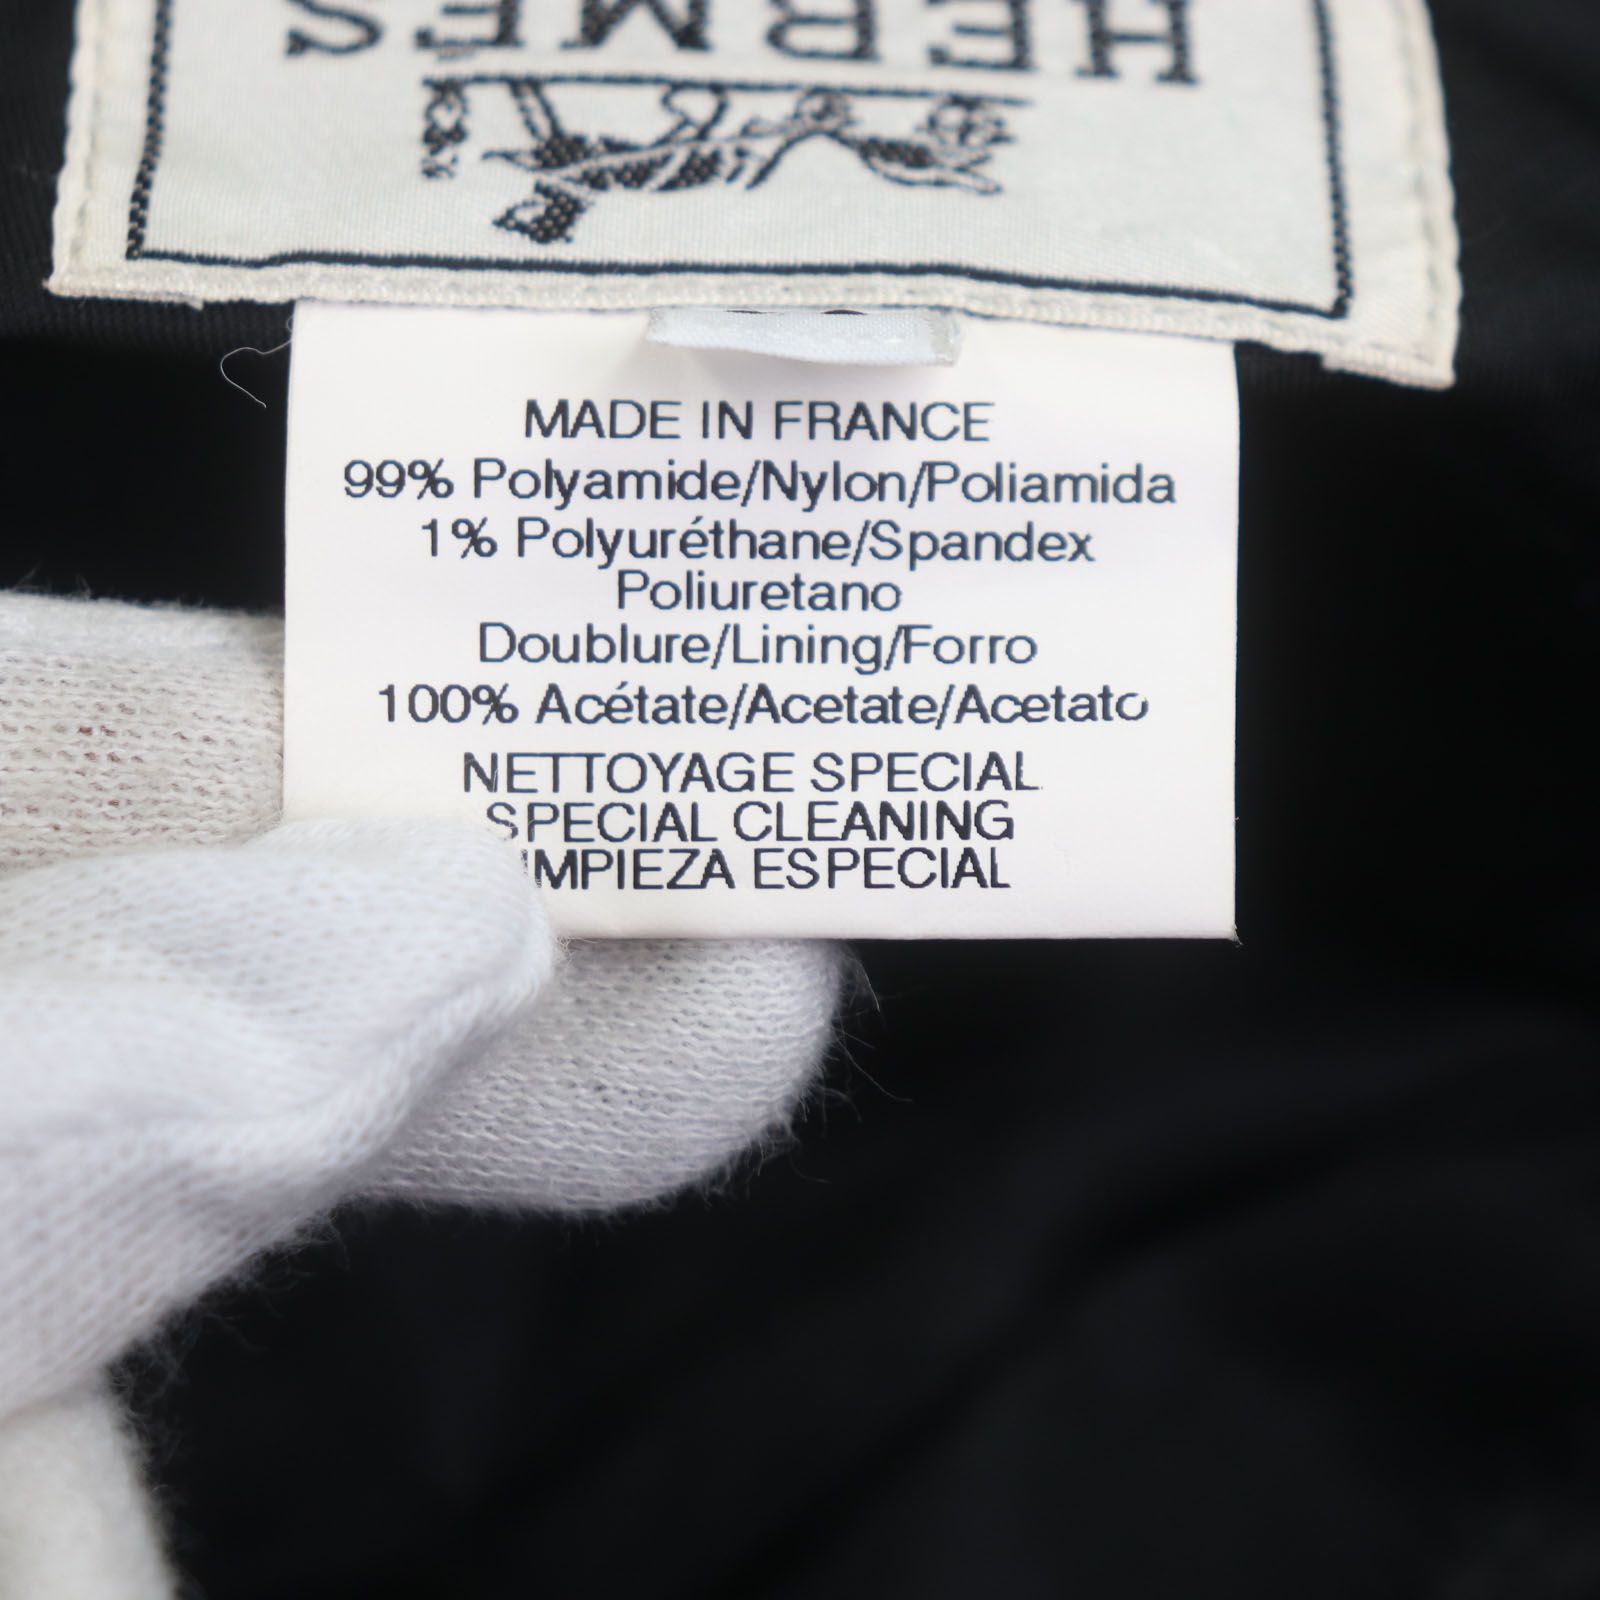 HERMES
MADE IN FRANCE
99% Polyamide/Nylon/Poliamida
1% Polyuréthane/Spandex
Poliuretano
Doublure/Lining/Forro
100% Acétate/Acetate/Acetato
NETTOYAGE SPECIAL
SPECIAL CLEANING
IMPIEZA ESPECIAL